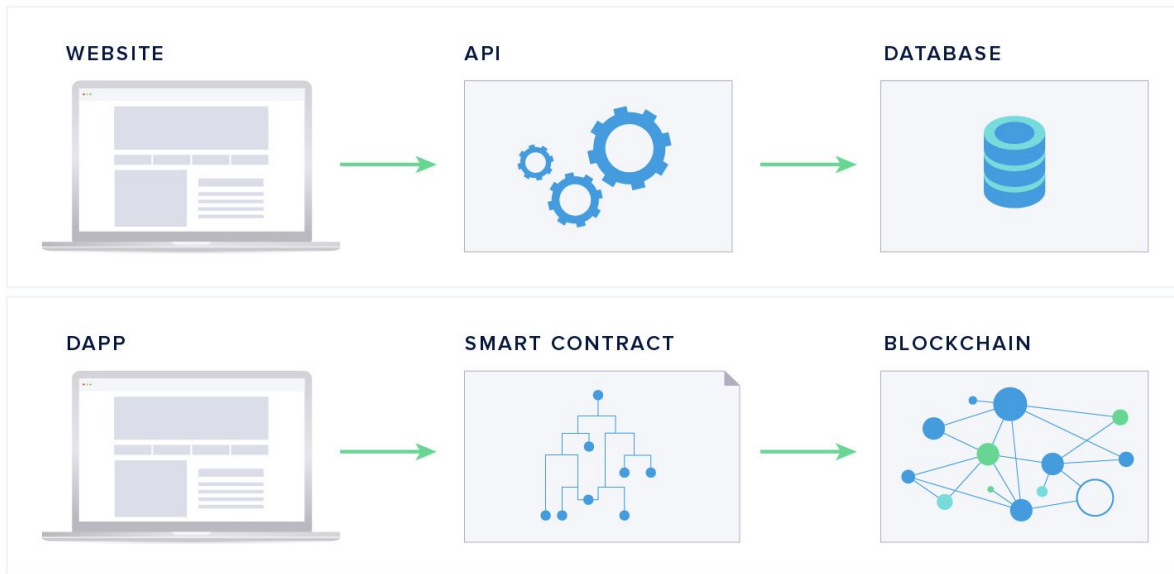 WEBSITE
API
DATABASE
DAPP
SMART CONTRACT
BLOCKCHAIN